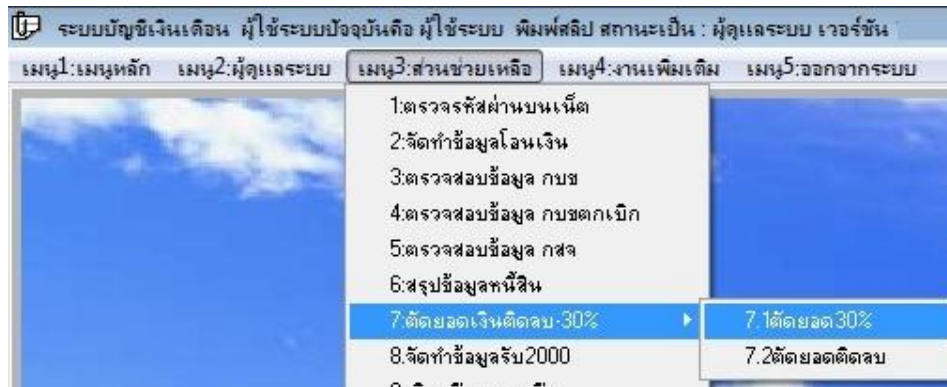 ระบบบัญชีเงินเดือน ผู้ใช้ระบบปัจจุบันคือ ผู้ใช้ระบบ พิมพ์สลิป สถานะเป็น : ผู้ดูแลระบบ เวอร์ชัน
เมนู1:เมนูหลัก เมนู2:ผู้ดูแลระบบ เมนู3:ส่วนช่วยเหลือ เมนู4:งานเพิ่มเติม เมนู5:ออกจากระบบ
1:ตรวจรหัสผ่านบนเน็ต
2:จัดทำข้อมูลโอนเงิน
3:ตรวจสอบข้อมูล กบข
4:ตรวจสอบข้อมูล กบขตกเบิก
5:ตรวจสอบข้อมูล กสจ
6:สรุปข้อมูลหนี้สิน
7:ตัดยอดเงินติดลบ-30% 7.1ตัดยอด30%
8.จัดทำข้อมูลรับ2000 7.2ตัดยอดติดลบ